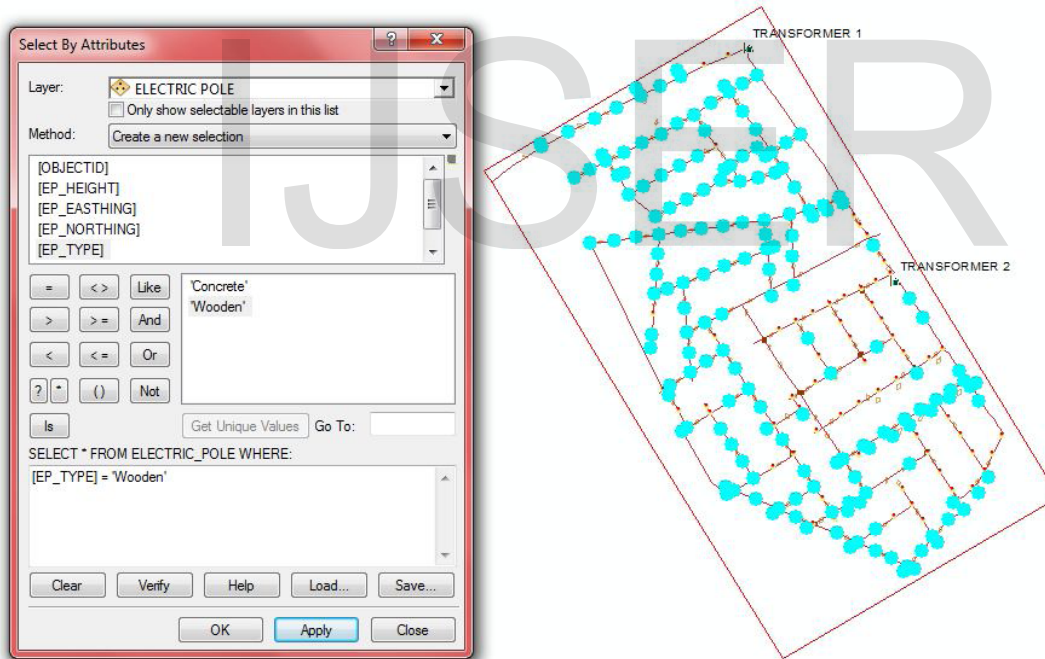 Select By Attributes
Layer: ELECTRIC POLE
Only show selectable layers in this list
Method: Create a new selection
[OBJECTID]
[EP_HEIGHT]
[EP_EASTHING]
[EP_NORTHING]
[EP_TYPE]
= < > Like
> > = And
< < = Or
? * ( ) Not
Is
'Concrete'
'Wooden'
Get Unique Values Go To:
SELECT * FROM ELECTRIC_POLE WHERE:
[EP_TYPE] = 'Wooden'
Clear Verify Help Load... Save...
OK Apply Close
TRANSFORMER 1
TRANSFORMER 2
IJSER